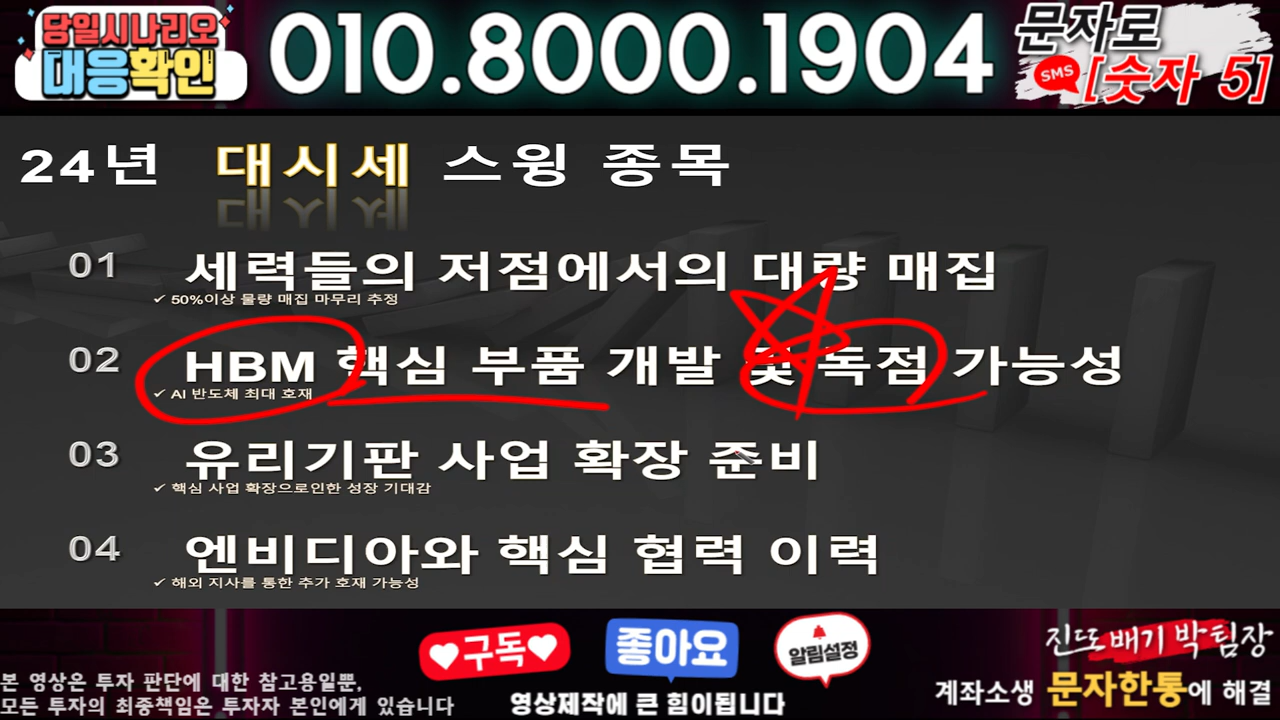 당일시나리오
대응확인
010.8000.1904
문자로
SMS [숫자 5]
24년 대시세 스윙 종목
01 세력들의 저점에서의 대량 매집
✓ 50%이상 물량 매집 마무리 추정
02 HBM 핵심 부품 개발 및 독점 가능성
✓ AI 반도체 최대 호재
03 유리기판 사업 확장 준비
✓ 핵심 사업 확장으로인한 성장 기대감
04 엔비디아와 핵심 협력 이력
✓ 해외 지사를 통한 추가 호재 가능성
구독
좋아요
알림설정
영상제작에 큰 힘이됩니다
본 영상은 투자 판단에 대한 참고용일뿐,
모든 투자의 최종책임은 투자자 본인에게 있습니다
진또배기 박팀장
계좌소생 문자한통에 해결